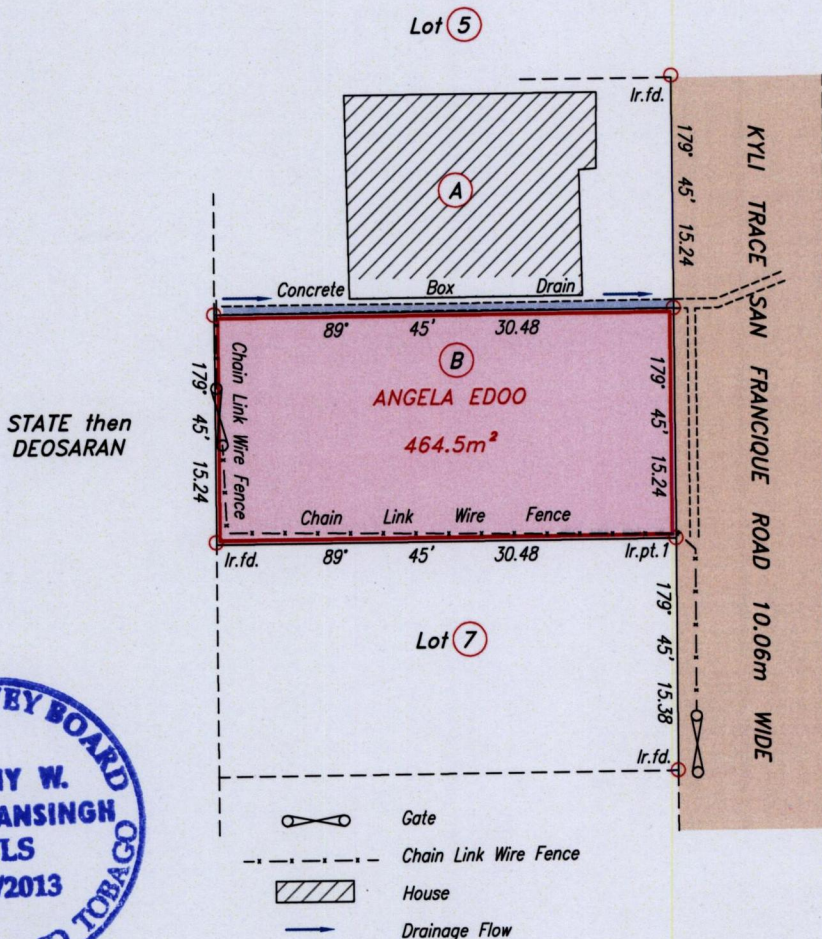 Lot 5
Ir.fd.
179° 45' 15.24
A
KYLI TRACE SAN FRANCIQUE ROAD 10.06m WIDE
Concrete Box Drain
89° 45' 30.48
B
Chain Link Wire Fence
179° 45' 15.24
ANGELA EDOO
464.5m²
179° 45' 15.24
STATE then
DEOSARAN
Chain Link Wire Fence
Ir.fd.
89° 45' 30.48
Ir.pt.1
Lot 7
179° 45' 15.38
Ir.fd.
BOARD
W.
ANSINGH
LS
/2013
TOBAGO
Gate
Chain Link Wire Fence
House
Drainage Flow